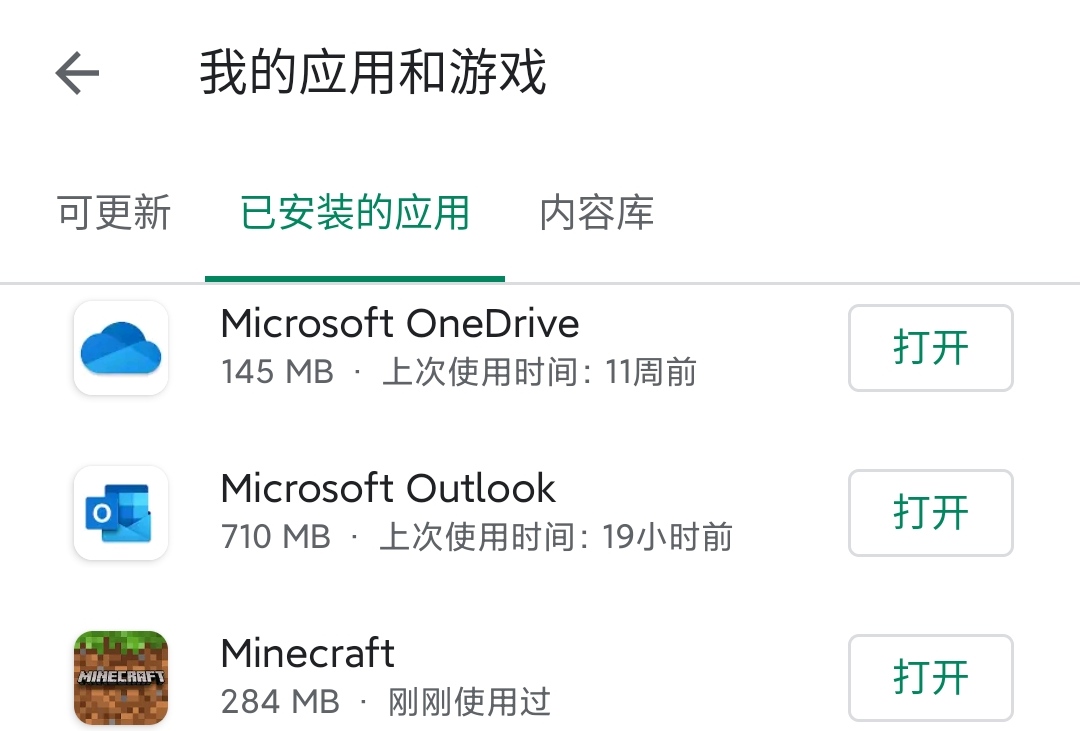 我的应用和游戏
可更新 已安装的应用 内容库
Microsoft OneDrive
145 MB · 上次使用时间：11周前
打开
Microsoft Outlook
710 MB · 上次使用时间：19小时前
打开
O
Minecraft
284 MB · 刚刚使用过
打开
MINECRAFT